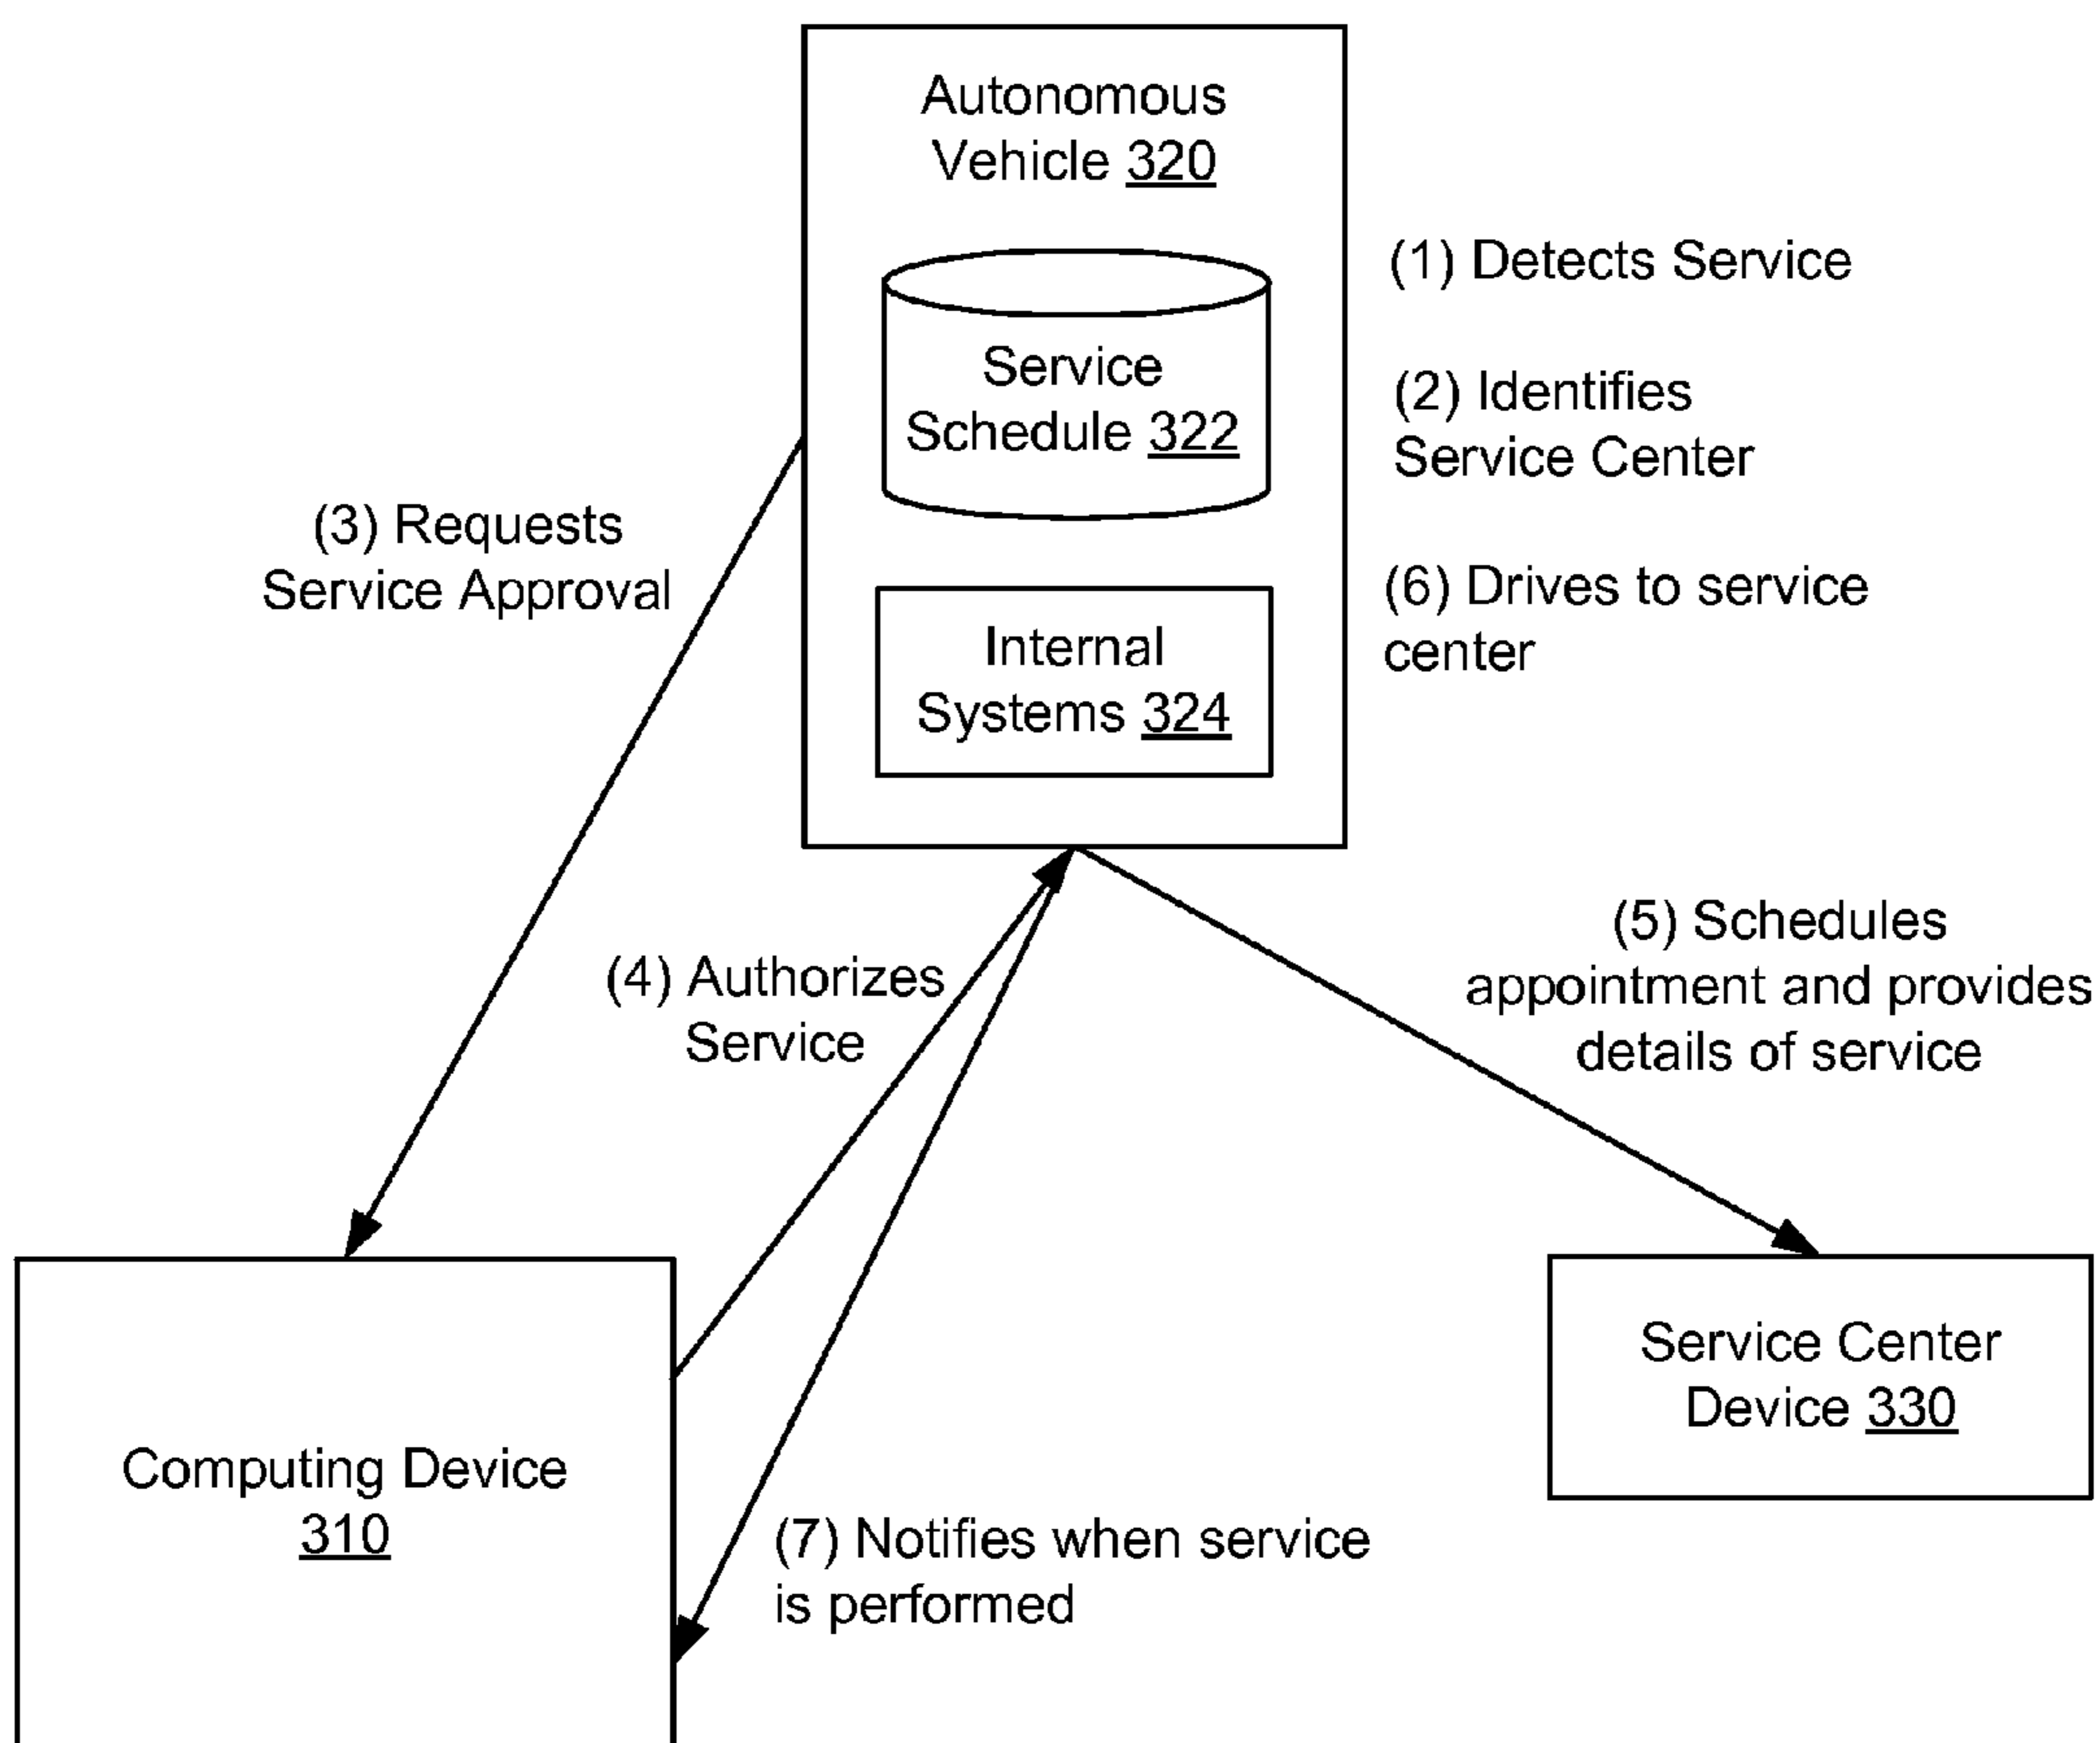 Autonomous
Vehicle 320
Service
Schedule 322
Internal
Systems 324
(1) Detects Service
(2) Identifies
Service Center
(6) Drives to service
center
(3) Requests
Service Approval
(4) Authorizes
Service
(5) Schedules
appointment and provides
details of service
Computing Device
310
(7) Notifies when service
is performed
Service Center
Device 330